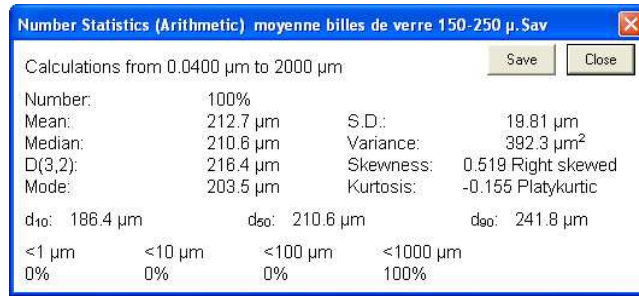 Number Statistics (Arithmetic) moyenne billes de verre 150-250 µ.Sav
Calculations from 0.0400 µm to 2000 µm
Save Close
Number: 100%
Mean: 212.7 µm S.D.: 19.81 µm
Median: 210.6 µm Variance: 392.3 µm²
D(3,2): 216.4 µm Skewness: 0.519 Right skewed
Mode: 203.5 µm Kurtosis: -0.155 Platykurtic
d₁₀: 186.4 µm d₅₀: 210.6 µm d₉₀: 241.8 µm
<1 µm <10 µm <100 µm <1000 µm
0% 0% 0% 100%